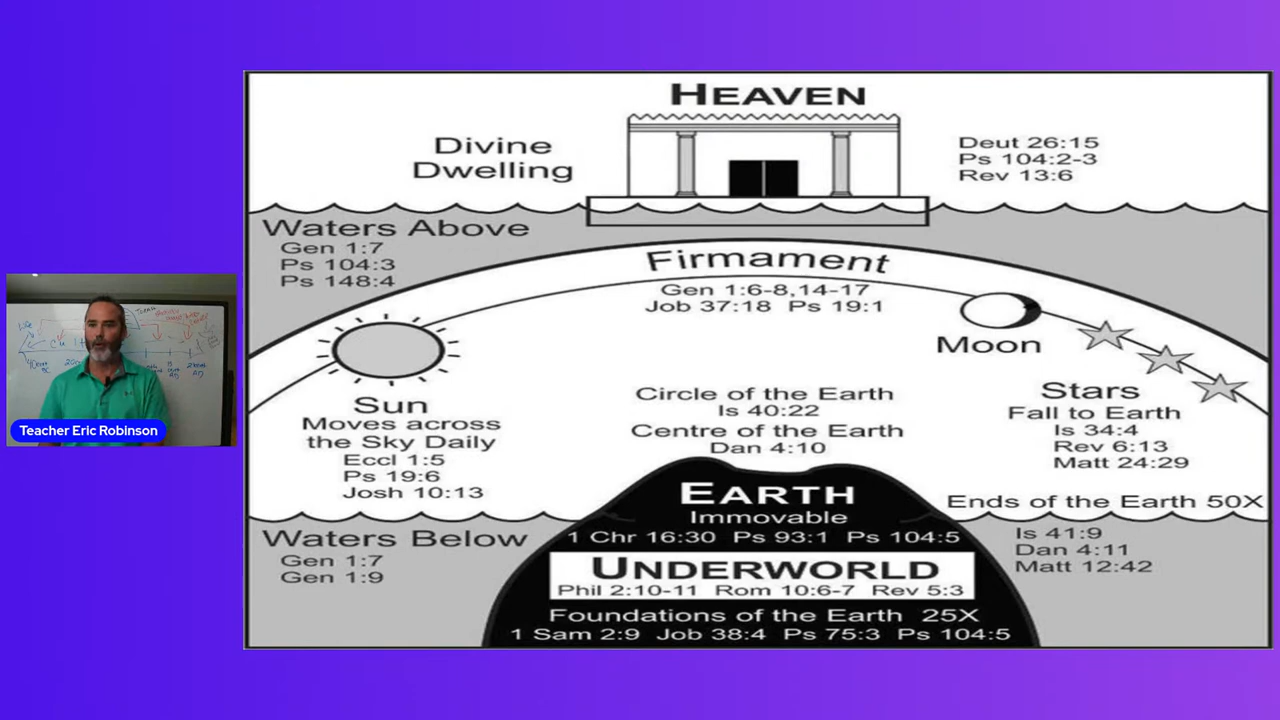 HEAVEN
Divine
Dwelling
Deut 26:15
Ps 104:2-3
Rev 13:6
Waters Above
Gen 1:7
Ps 104:3
Ps 148:4
Firmament
Gen 1:6-8,14-17
Job 37:18 Ps 19:1
Moon
Sun
Moves across
the Sky Daily
Eccl 1:5
Ps 19:6
Josh 10:13
Circle of the Earth
Is 40:22
Centre of the Earth
Dan 4:10
Stars
Fall to Earth
Is 34:4
Rev 6:13
Matt 24:29
Ends of the Earth 50X
Is 41:9
Dan 4:11
Matt 12:42
EARTH
Immovable
1 Chr 16:30 Ps 93:1 Ps 104:5
Waters Below
Gen 1:7
Gen 1:9
UNDERWORLD
Phil 2:10-11 Rom 10:6-7 Rev 5:3
Foundations of the Earth 25X
1 Sam 2:9 Job 38:4 Ps 75:3 Ps 104:5
Teacher Eric Robinson